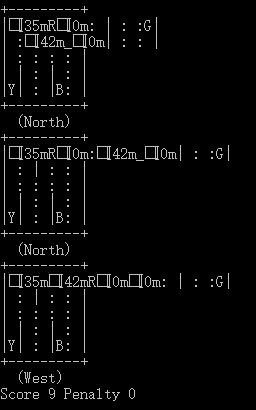 +---------+
|□[35mR□[0m: | : :G|
 :□[42m_□[0m| : : |
| : : : : |
| | : | : |
|Y| : |B: |
+---------+
  (North)
+---------+
|□[35mR□[0m:□[42m_□[0m| : :G|
| : | : : |
| : : : : |
| | : | : |
|Y| : |B: |
+---------+
  (North)
+---------+
|□[35m□[42mR□[0m□[0m: | : :G|
| : | : : |
| : : : : |
| | : | : |
|Y| : |B: |
+---------+
  (West)
Score 9 Penalty 0